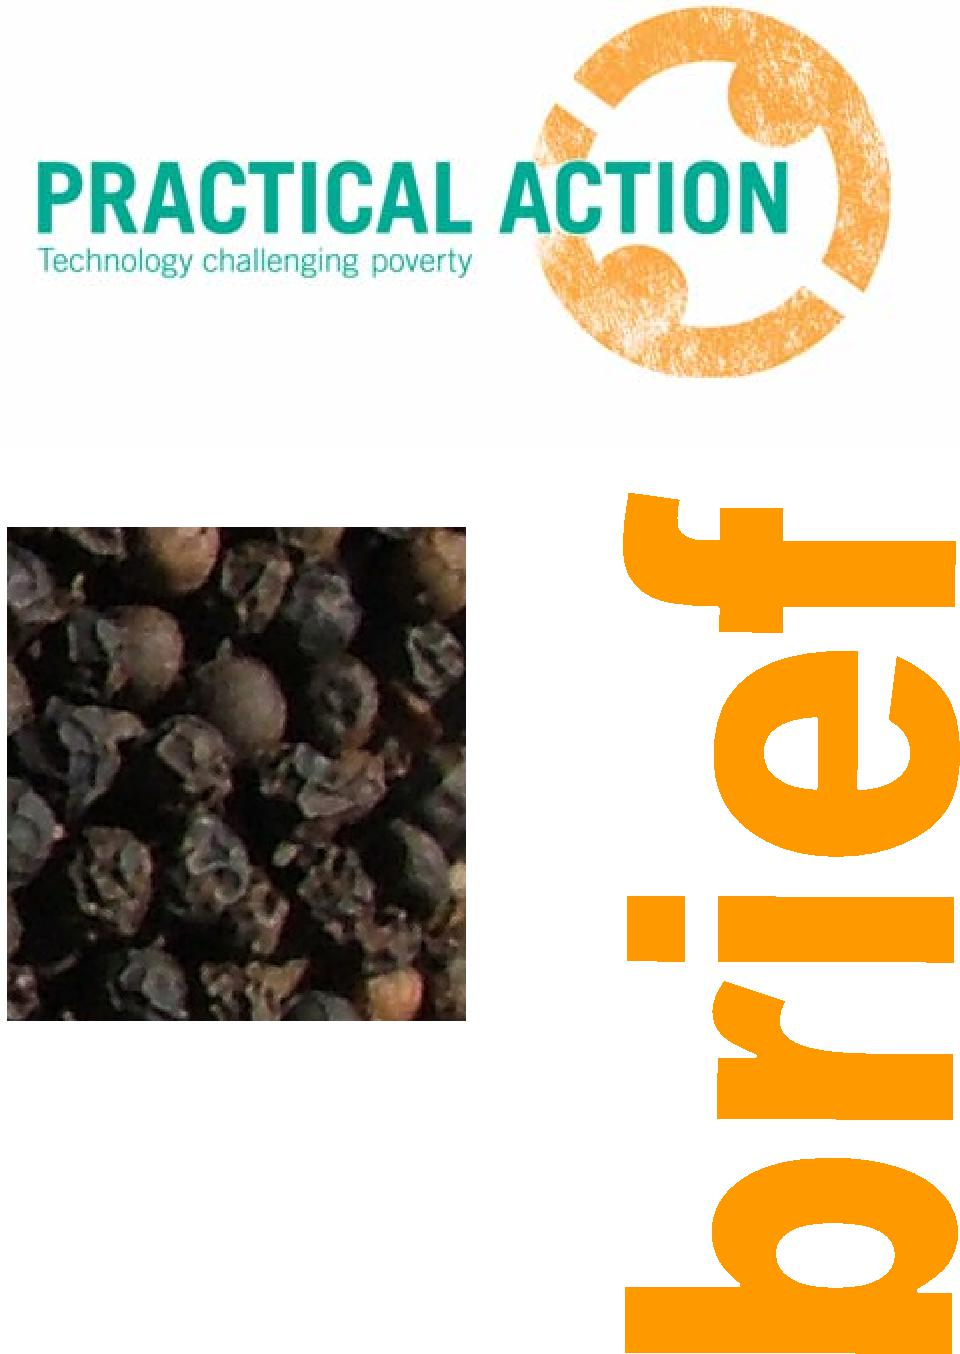 PRACTICAL ACTION
Technology challenging poverty
brief